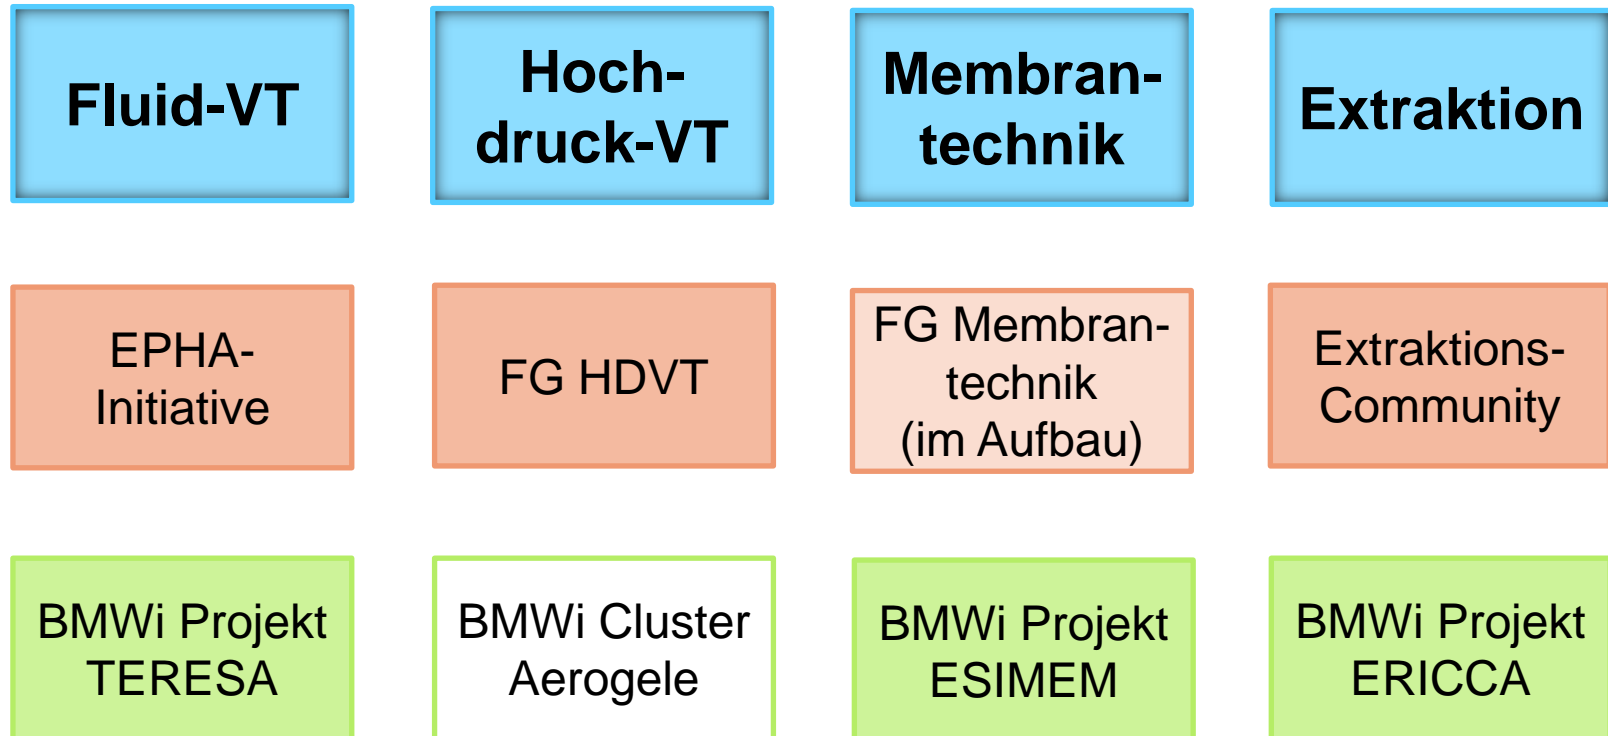 Fluid-VT
Hoch-
druck-VT
Membran-
technik
Extraktion
EPHA-
Initiative
FG HDVT
FG Membran-
technik
(im Aufbau)
Extraktions-
Community
BMWi Projekt
TERESA
BMWi Cluster
Aerogele
BMWi Projekt
ESIMEM
BMWi Projekt
ERICCA